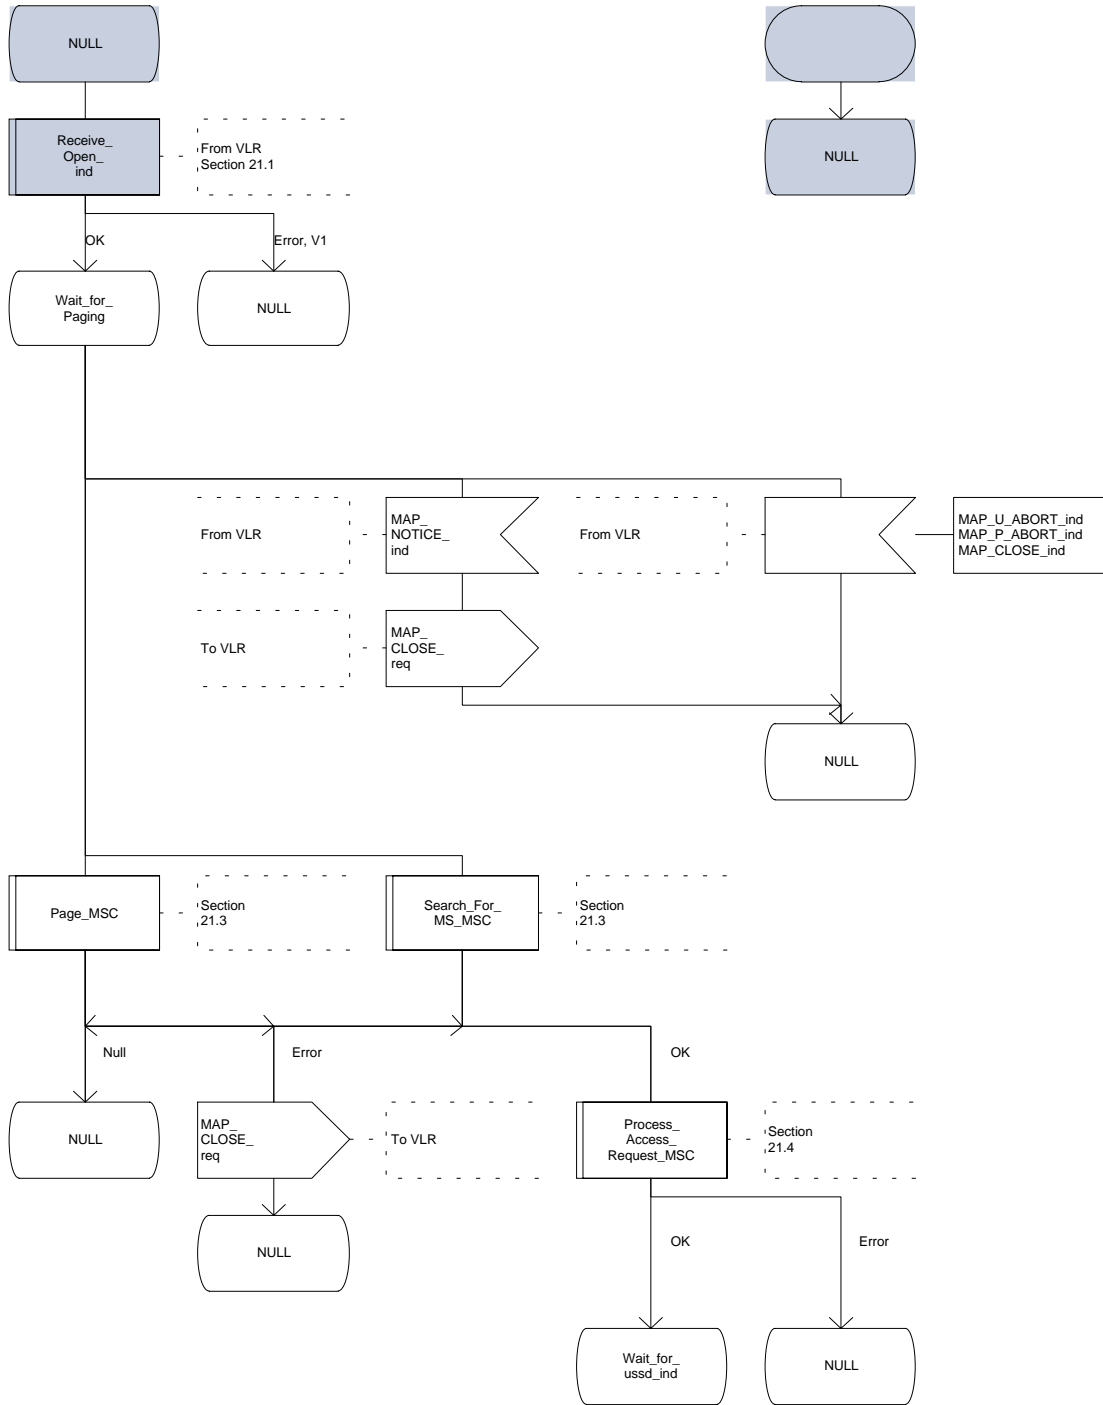 NULL
Receive_
Open_
ind
From VLR
Section 21.1
NULL
OK
Error, V1
Wait_for_
Paging
NULL
From VLR
MAP_
NOTICE_
ind
From VLR
MAP_U_ABORT_ind
MAP_P_ABORT_ind
MAP_CLOSE_ind
To VLR
MAP_
CLOSE_
req
NULL
Page_MSC
Section
21.3
Search_For_
MS_MSC
Section
21.3
Null
Error
OK
NULL
MAP_
CLOSE_
req
To VLR
Process_
Access_
Request_MSC
Section
21.4
NULL
OK
Error
Wait_for_
ussd_ind
NULL